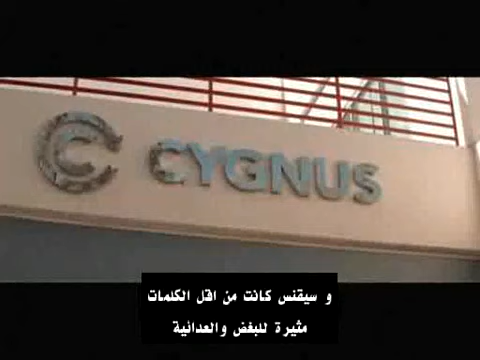 CYGNUS
و سيقنس كانت من اقل الكلمات
مثيرة للبغض والعدائية